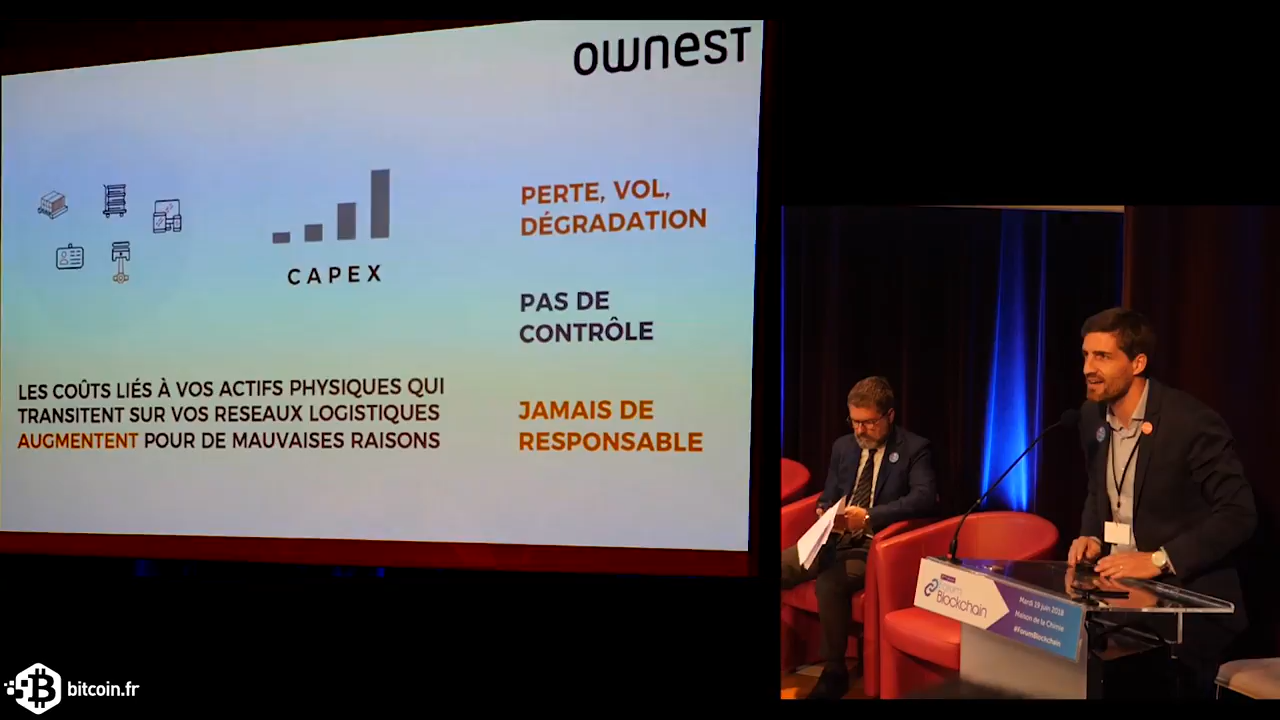 OWNEST
PERTE, VOL,
DÉGRADATION
CAPEX
PAS DE
CONTRÔLE
LES COÛTS LIÉS À VOS ACTIFS PHYSIQUES QUI
TRANSITENT SUR VOS RESEAUX LOGISTIQUES
AUGMENTENT POUR DE MAUVAISES RAISONS
JAMAIS DE
RESPONSABLE
Forum
Blockchain
Mardi 19 juin 2018
Maison de la Chimie
#ForumBlockchain
bitcoin.fr